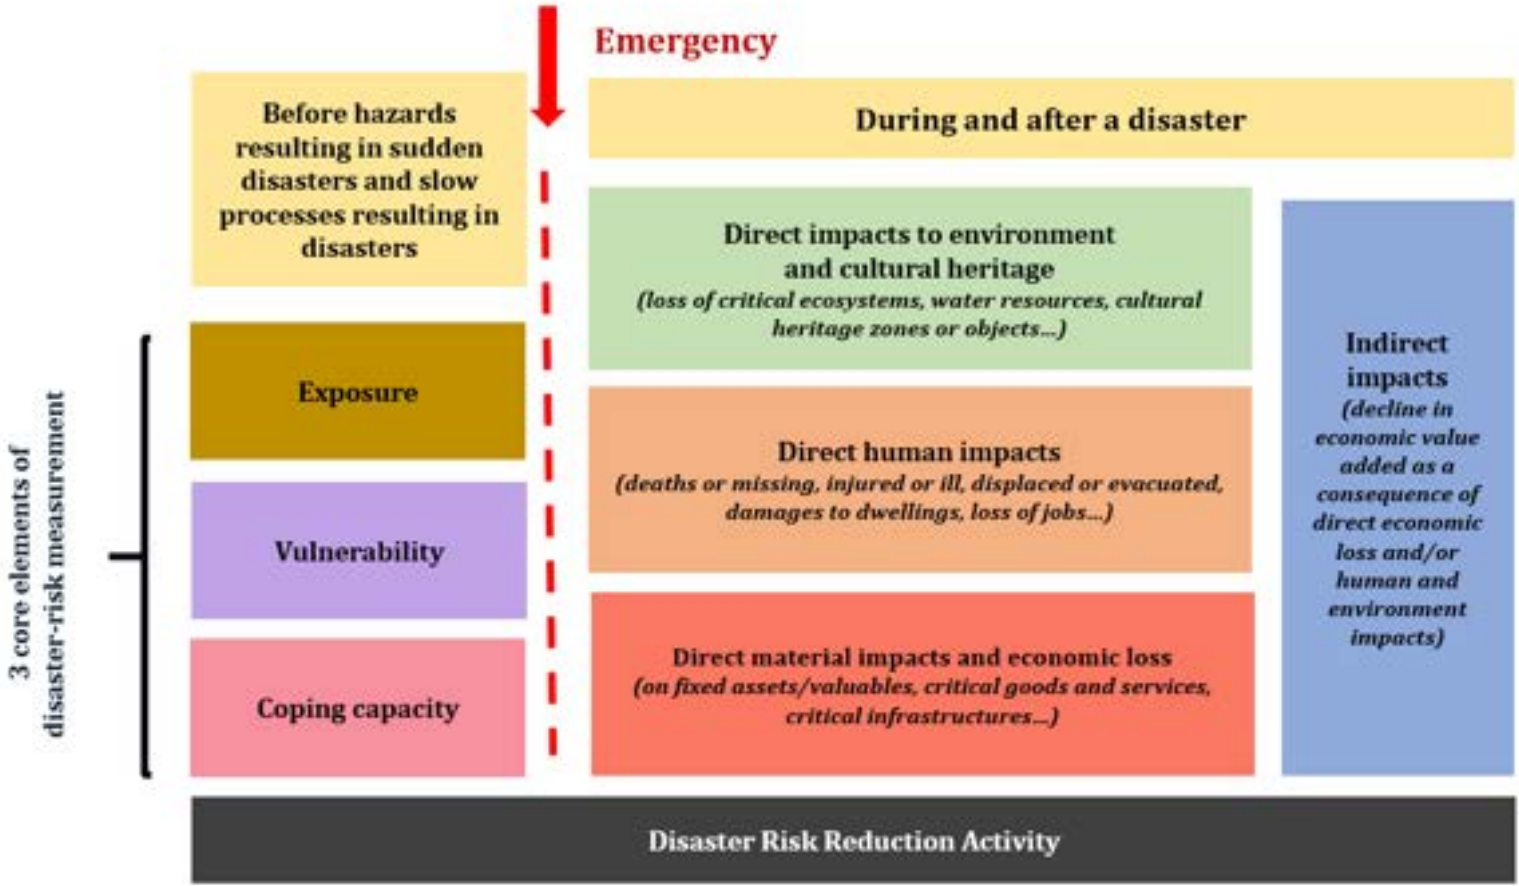 Emergency
Before hazards
resulting in sudden
disasters and slow
processes resulting in
disasters
During and after a disaster
3 core elements of
disaster-risk measurement
Exposure
Vulnerability
Coping capacity
Direct impacts to environment
and cultural heritage
(loss of critical ecosystems, water resources, cultural
heritage zones or objects...)
Direct human impacts
(deaths or missing, injured or ill, displaced or evacuated,
damages to dwellings, loss of jobs...)
Direct material impacts and economic loss
(on fixed assets/valuables, critical goods and services,
critical infrastructures...)
Indirect
impacts
(decline in
economic value
added as a
consequence of
direct economic
loss and/or
human and
environment
impacts)
Disaster Risk Reduction Activity